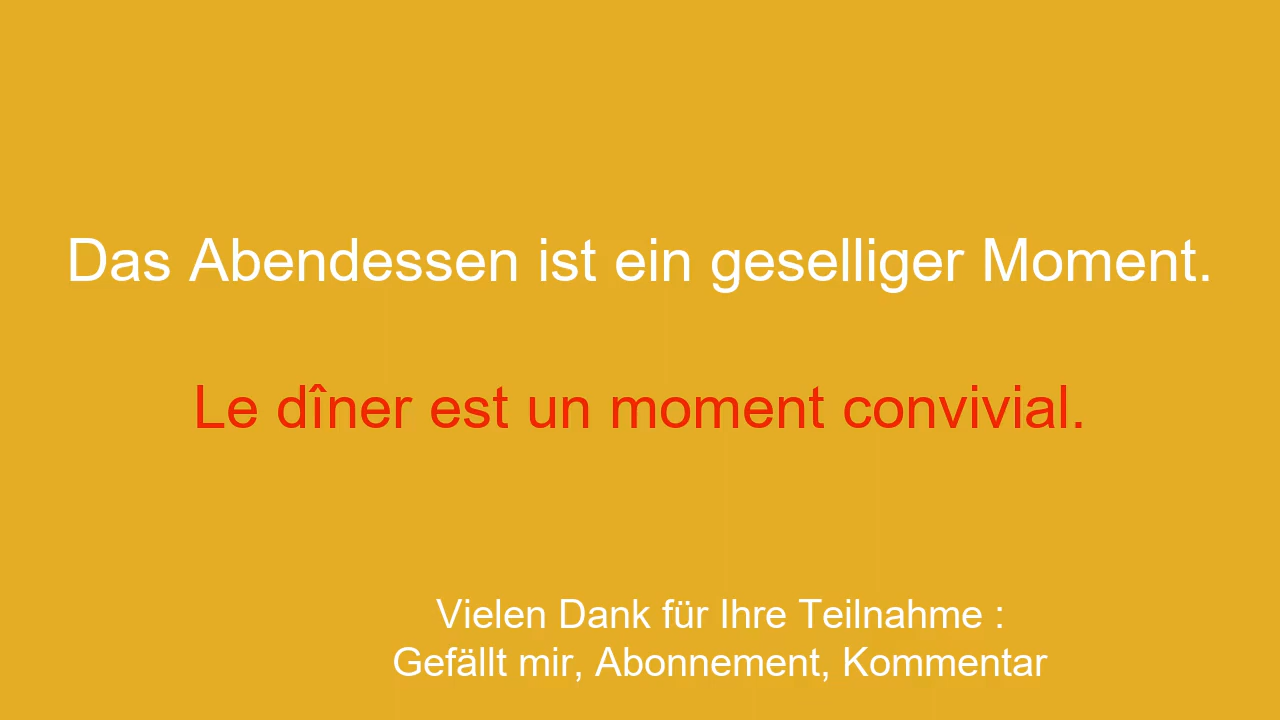 Das Abendessen ist ein geselliger Moment.
Le dîner est un moment convivial.
Vielen Dank für Ihre Teilnahme :
Gefällt mir, Abonnement, Kommentar